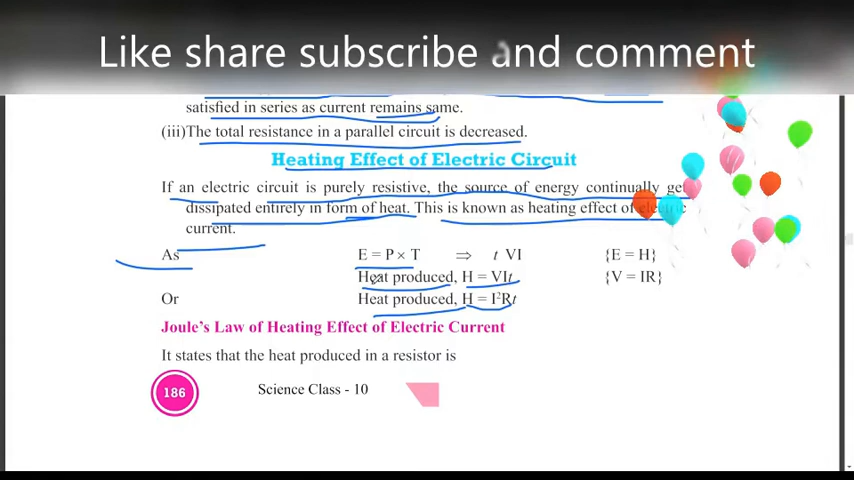 Like share subscribe and comment
satisfied in series as current remains same.
(iii)The total resistance in a parallel circuit is decreased.
Heating Effect of Electric Circuit
If an electric circuit is purely resistive, the source of energy continually get
dissipated entirely in form of heat. This is known as heating effect of electric
current.
As E = P × T ⇒ t VI {E = H}
Heat produced, H = VIt {V = IR}
Or Heat produced, H = I²Rt
Joule's Law of Heating Effect of Electric Current
It states that the heat produced in a resistor is
186 Science Class - 10